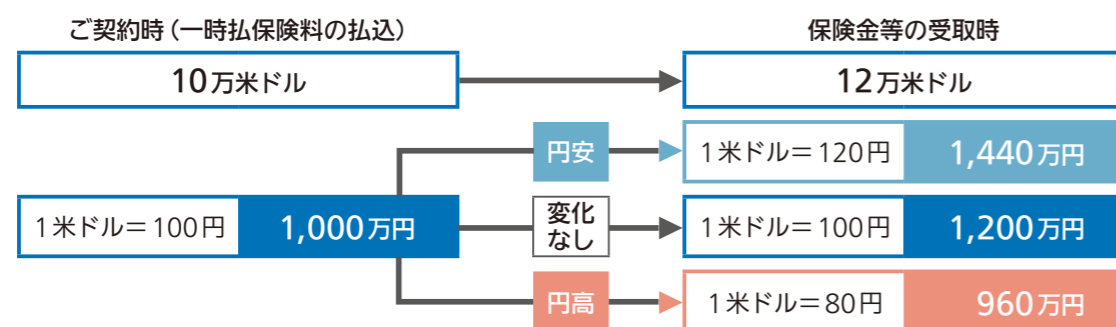 ご契約時（一時払保険料の払込）
保険金等の受取時
10万米ドル
12万米ドル
円安
1米ドル＝120円
1,440万円
1米ドル＝100円
1,000万円
変化
なし
1米ドル＝100円
1,200万円
円高
1米ドル＝80円
960万円